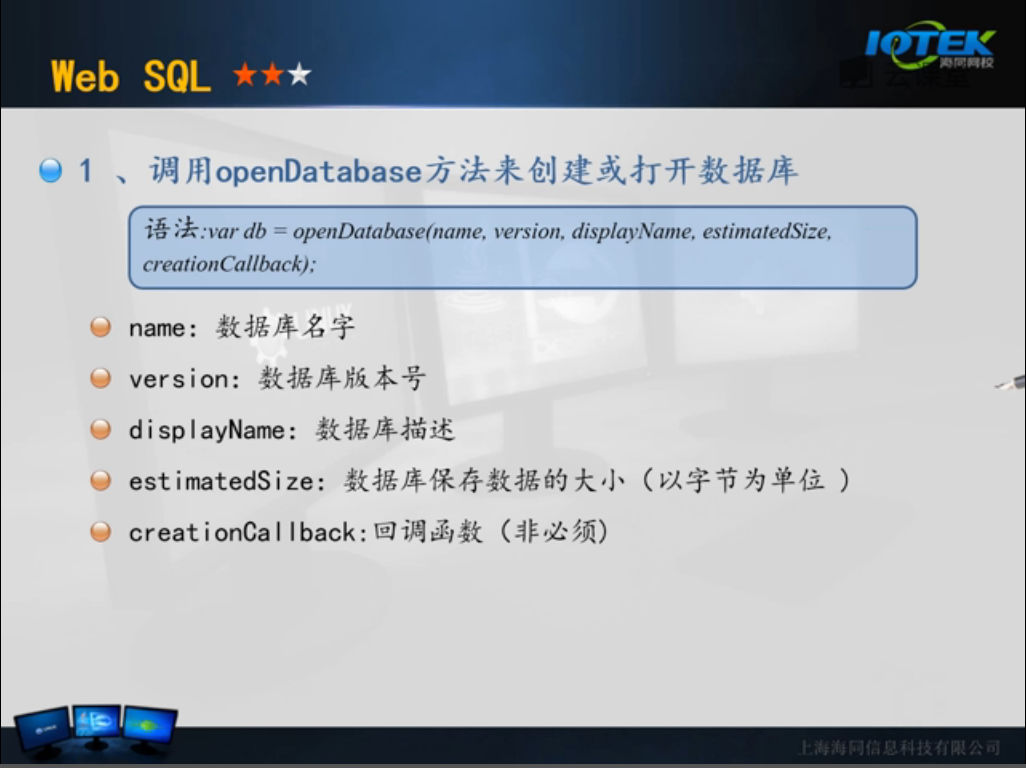 IOTEK
海同网校
云课堂
Web SQL
1 、调用openDatabase方法来创建或打开数据库
语法:var db = openDatabase(name, version, displayName, estimatedSize,
creationCallback);
name: 数据库名字
version: 数据库版本号
displayName: 数据库描述
estimatedSize: 数据库保存数据的大小（以字节为单位 ）
creationCallback:回调函数（非必须）
上海海同信息科技有限公司